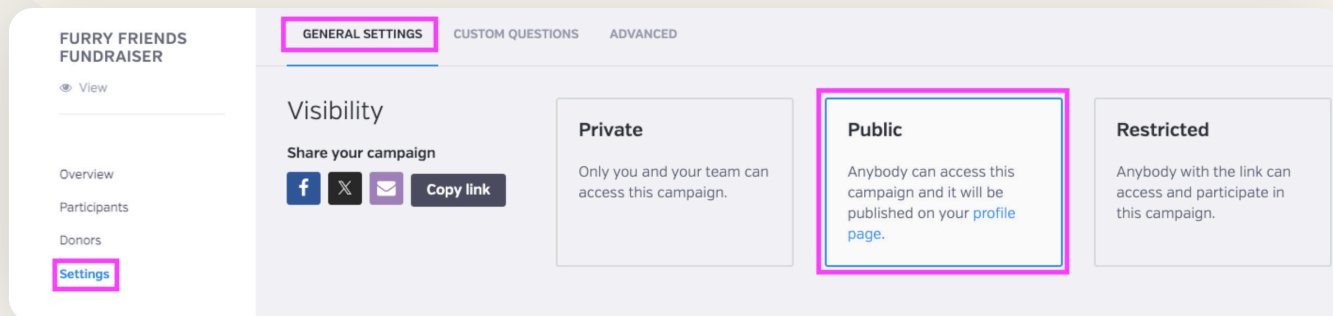 FURRY FRIENDS
FUNDRAISER
View
Overview
Participants
Donors
Settings
GENERAL SETTINGS
CUSTOM QUESTIONS
ADVANCED
Visibility
Share your campaign
f X Copy link
Private
Only you and your team can
access this campaign.
Public
Anybody can access this
campaign and it will be
published on your profile
page.
Restricted
Anybody with the link can
access and participate in
this campaign.